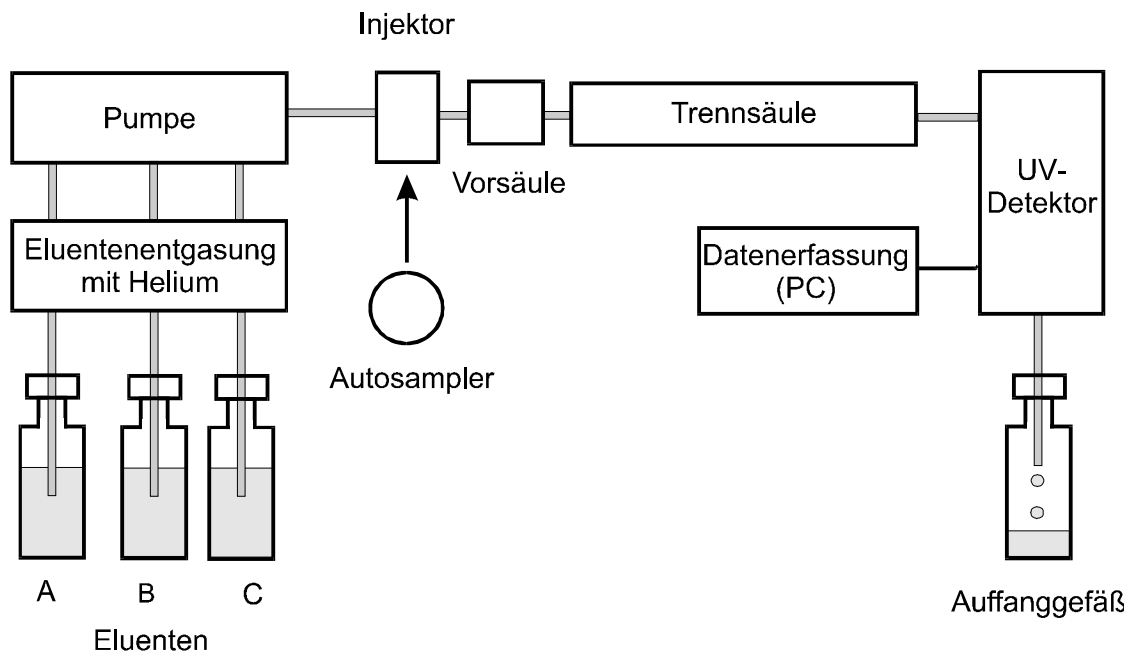 Injektor
Pumpe
Trennsäule
UV-
Detektor
Vorsäule
Eluentenentgasung
mit Helium
Datenerfassung
(PC)
Autosampler
A
B
C
Eluenten
Auffanggefäß